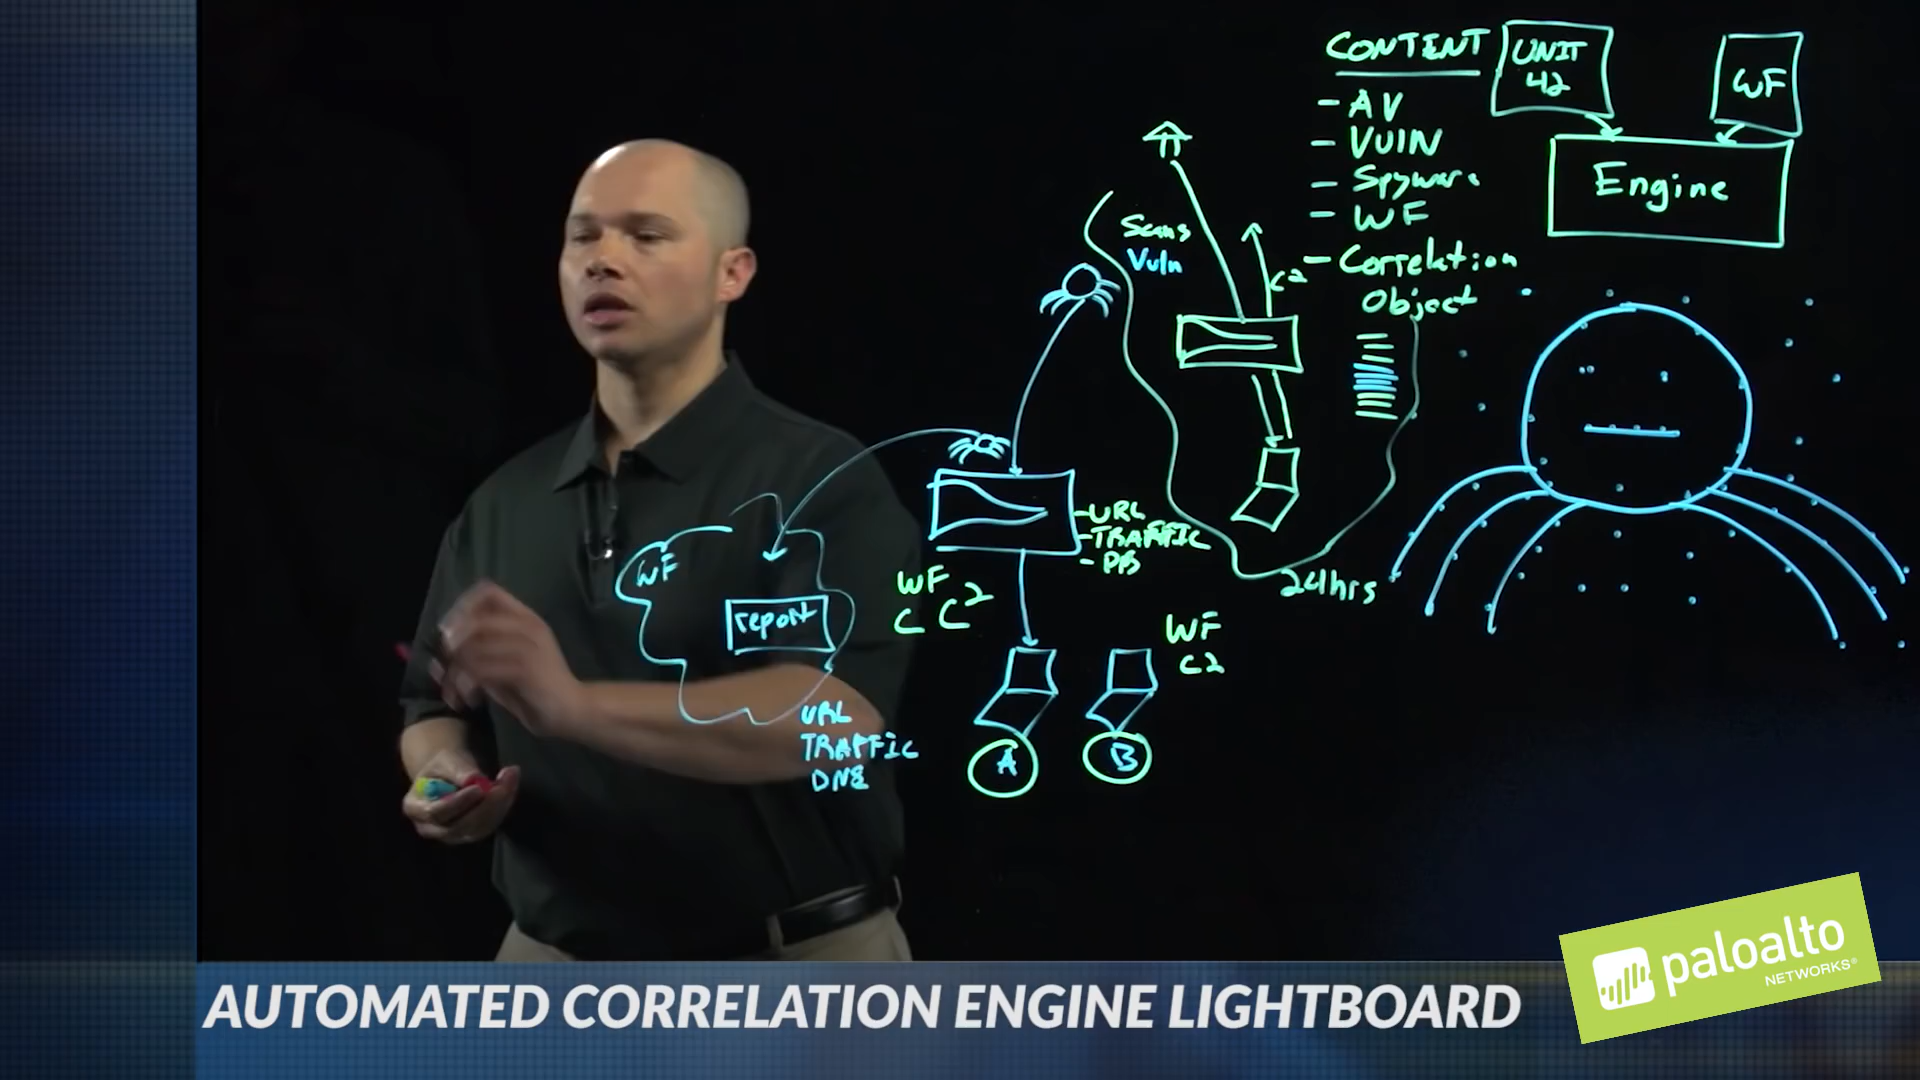 CONTENT
- AV
- VUlN
- Spyware
- WF
- Correlation
Object
UNIT
42
WF
Engine
Scans
Vuln
C2
- URL
- TRAFFIC
- PB
24hrs
WF
report
URL
TRAFFIC
DNS
WF
C C2
WF
C2
A
B
AUTOMATED CORRELATION ENGINE LIGHTBOARD
paloalto
NETWORKS®